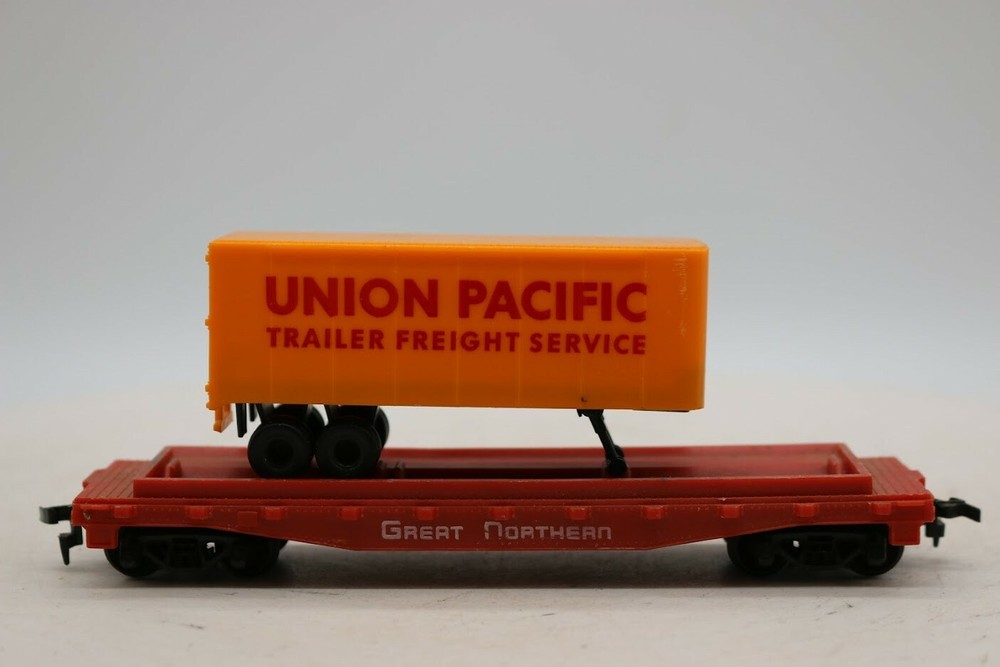 UNION PACIFIC
TRAILER FREIGHT SERVICE
GREAT NORTHERN